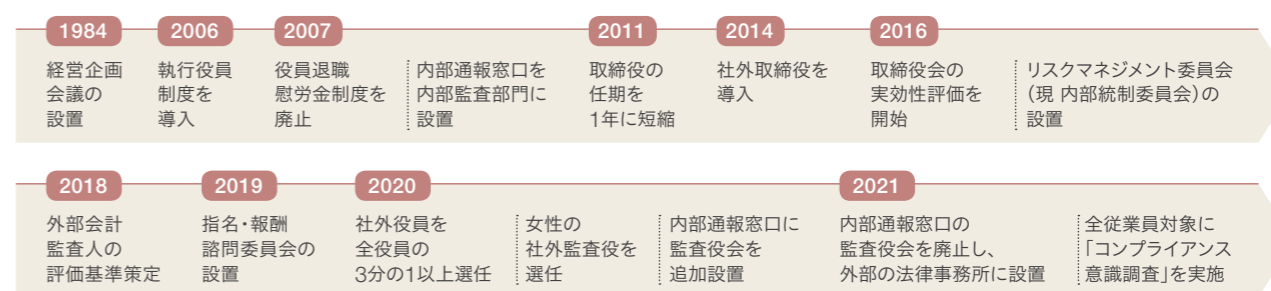 1984
経営企画
会議の
設置
2006
執行役員
制度を
導入
2007
役員退職
慰労金制度を
廃止
内部通報窓口を
内部監査部門に
設置
2011
取締役の
任期を
1年に短縮
2014
社外取締役を
導入
2016
取締役会の
実効性評価を
開始
リスクマネジメント委員会
(現 内部統制委員会)の
設置
2018
外部会計
監査人の
評価基準策定
2019
指名・報酬
諮問委員会の
設置
2020
社外役員を
全役員の
3分の1以上選任
女性の
社外監査役を
選任
内部通報窓口に
監査役会を
追加設置
2021
内部通報窓口の
監査役会を廃止し、
外部の法律事務所に設置
全従業員対象に
「コンプライアンス
意識調査」を実施